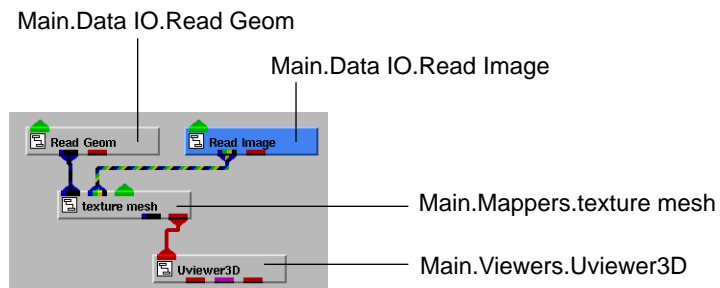 Main.Data IO.Read Geom
Main.Data IO.Read Image
Read Geom
Read Image
texture mesh
Main.Mappers.texture mesh
Uviewer3D
Main.Viewers.Uviewer3D